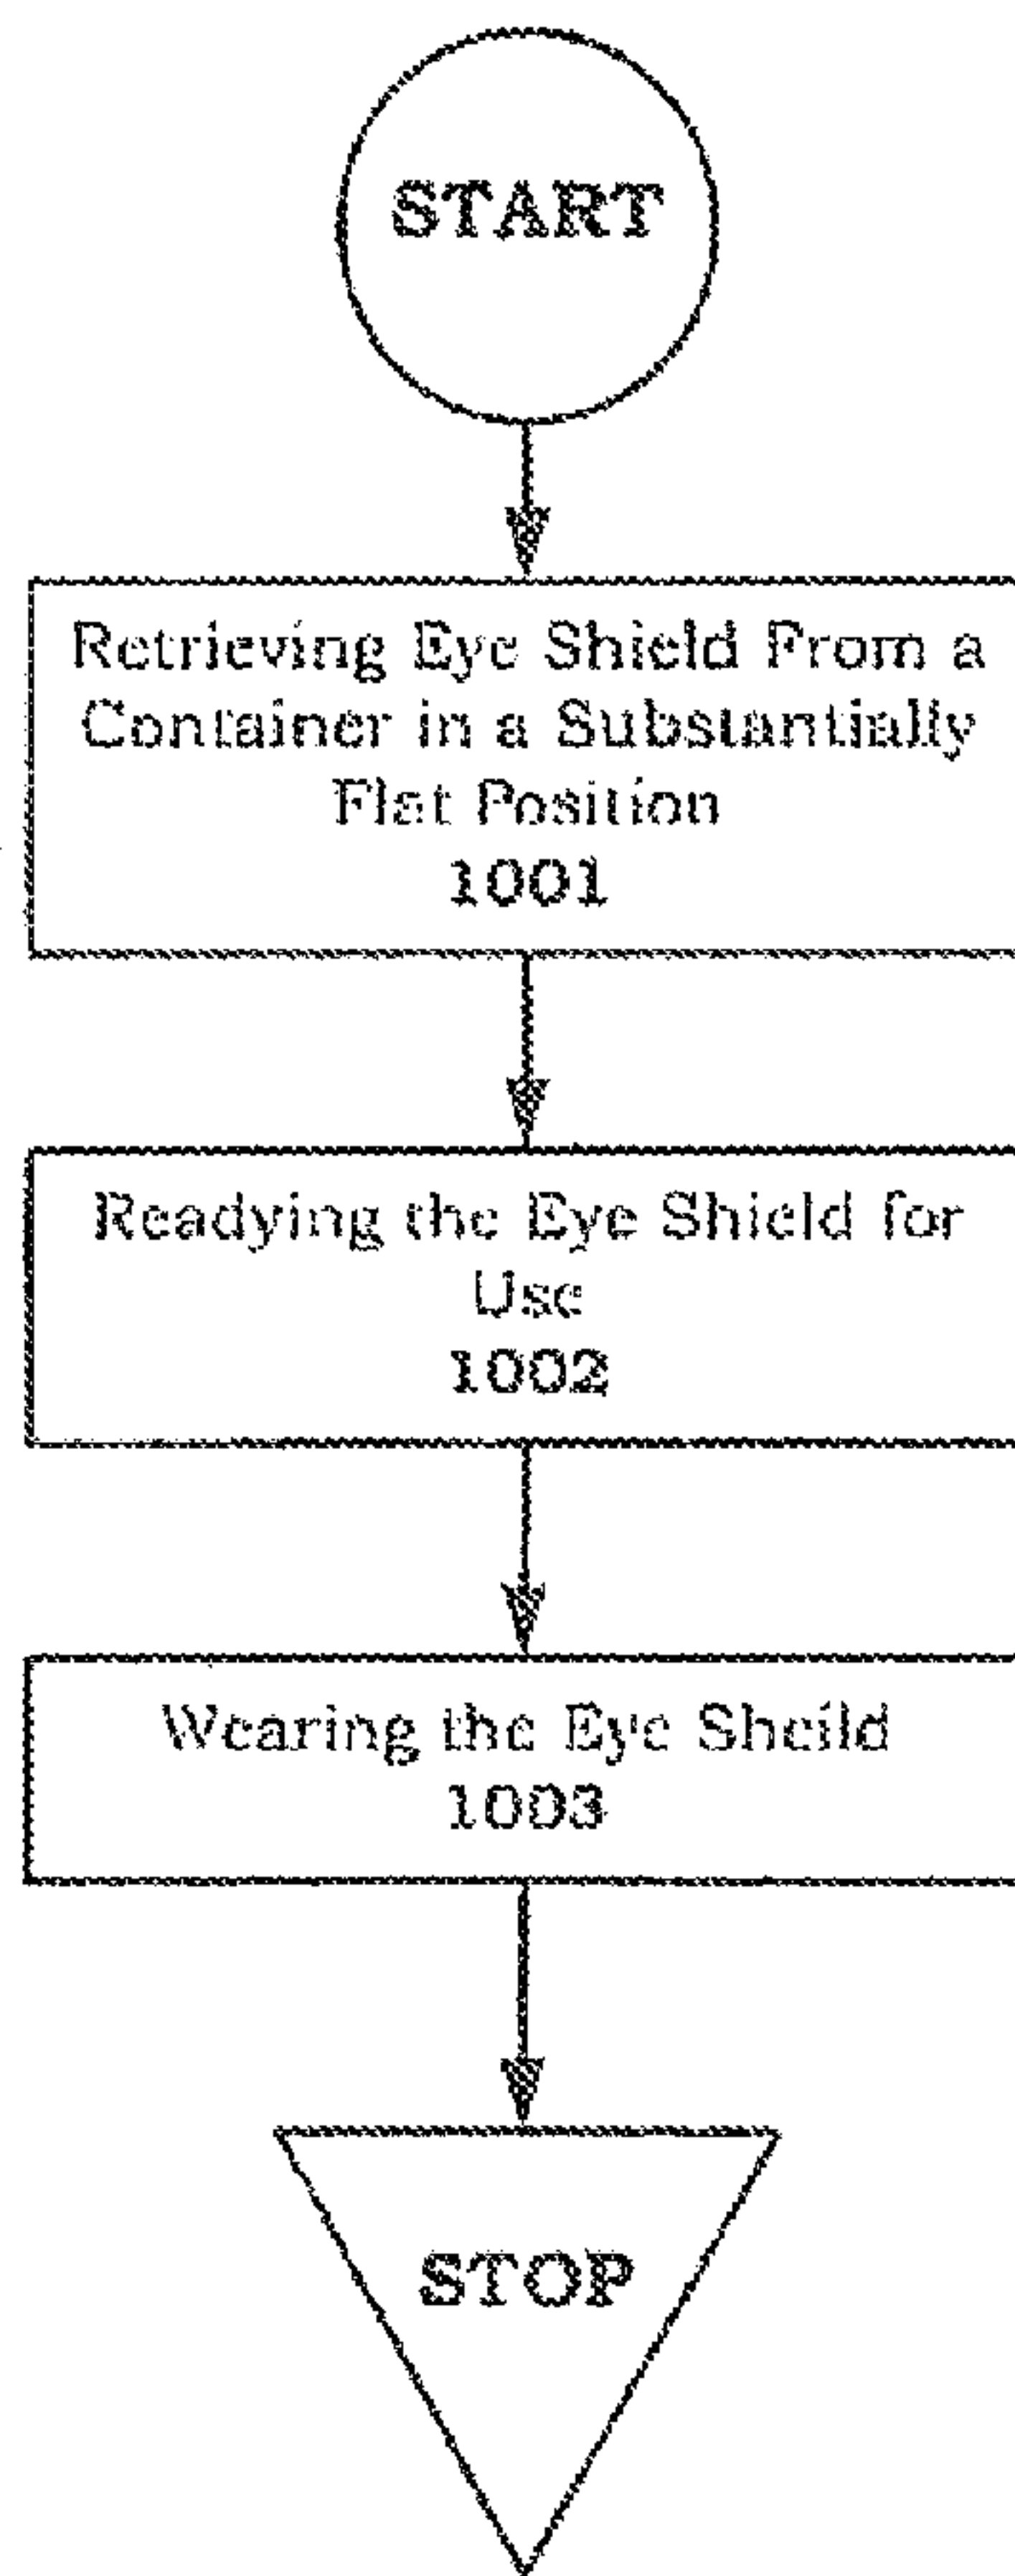 START
Retrieving Eye Shield From a
Container in a Substantially
Flat Position
1001
Readying the Eye Shield for
Use
1002
Wearing the Eye Sheild
1003
STOP